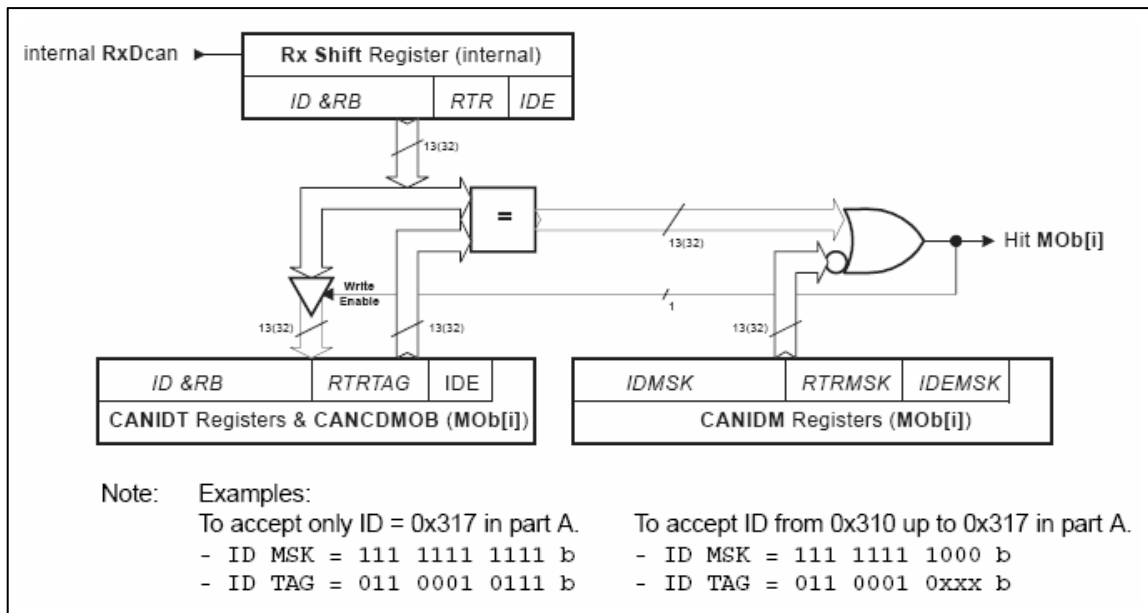 internal RxDcan
Rx Shift Register (internal)
ID &RB RTR IDE
13(32)
=
13(32)
Hit MOb[i]
Write
Enable
1
13(32)
13(32)
13(32)
ID &RB RTRTAG IDE
CANIDT Registers & CANCDMOB (MOb[i])
IDMSK RTRMSK IDEMSK
CANIDM Registers (MOb[i])
Note: Examples:
To accept only ID = 0x317 in part A.
- ID MSK = 111 1111 1111 b
- ID TAG = 011 0001 0111 b
To accept ID from 0x310 up to 0x317 in part A.
- ID MSK = 111 1111 1000 b
- ID TAG = 011 0001 0xxx b